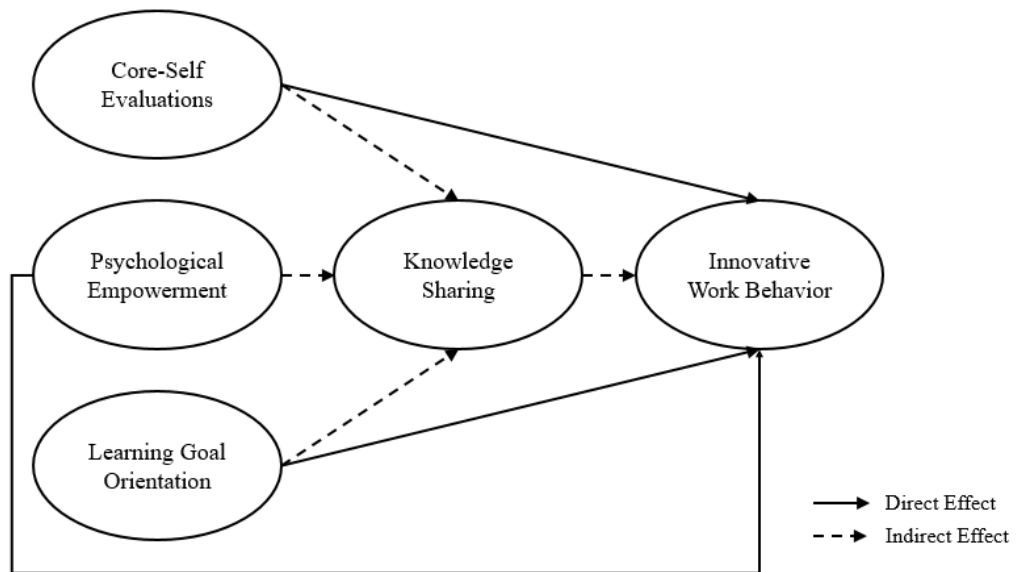 Core-Self
Evaluations
Psychological
Empowerment
Knowledge
Sharing
Innovative
Work Behavior
Learning Goal
Orientation
Direct Effect
Indirect Effect